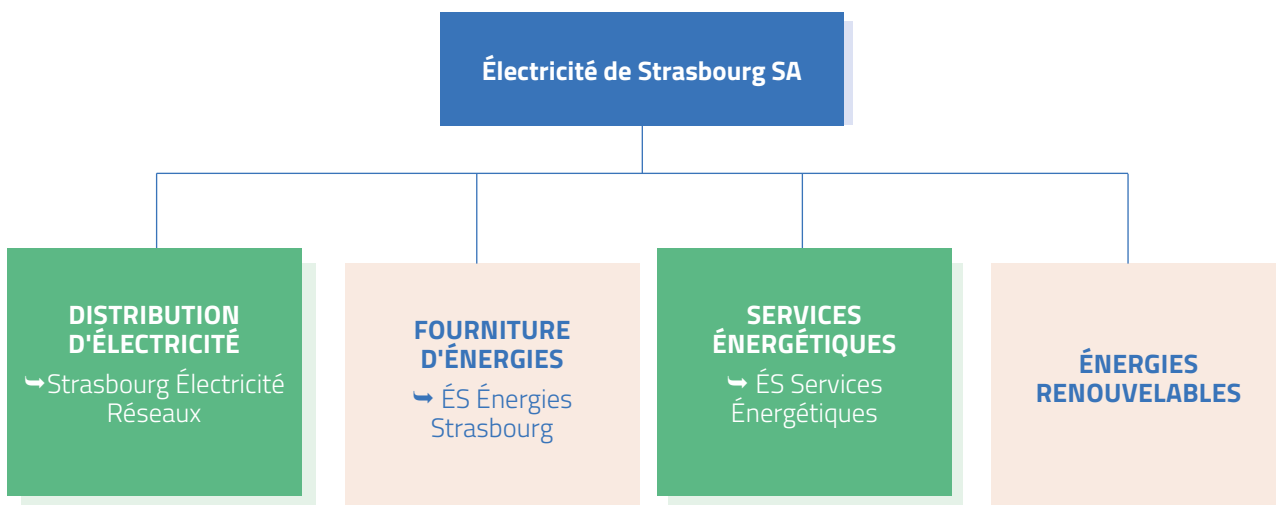 Électricité de Strasbourg SA
DISTRIBUTION
D'ÉLECTRICITÉ
➥Strasbourg Électricité
Réseaux
FOURNITURE
D'ÉNERGIES
➥ ÉS Énergies
Strasbourg
SERVICES
ÉNERGÉTIQUES
➥ ÉS Services
Énergétiques
ÉNERGIES
RENOUVELABLES